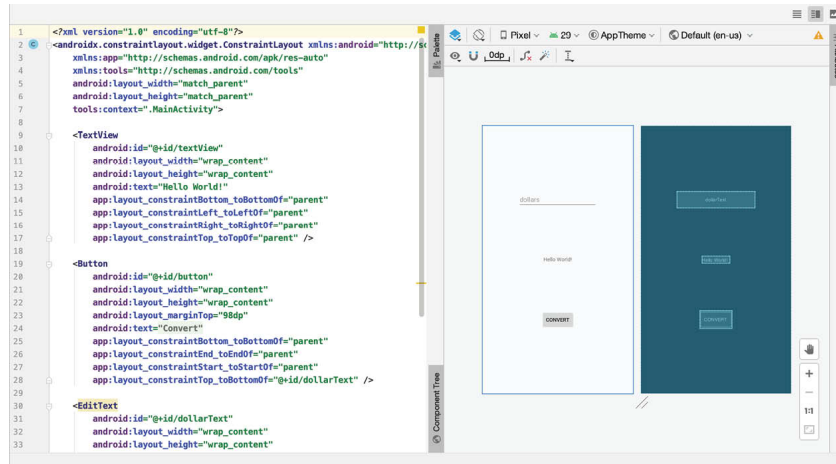 1 <?xml version="1.0" encoding="utf-8"?>
2 C <androidx.constraintlayout.widget.ConstraintLayout xmlns:android="http://sc
3 xmlns:app="http://schemas.android.com/apk/res-auto"
4 xmlns:tools="http://schemas.android.com/tools"
5 android:layout_width="match_parent"
6 android:layout_height="match_parent"
7 tools:context=".MainActivity">
8
9 <TextView
10 android:id="@+id/textView"
11 android:layout_width="wrap_content"
12 android:layout_height="wrap_content"
13 android:text="Hello World!"
14 app:layout_constraintBottom_toBottomOf="parent"
15 app:layout_constraintLeft_toLeftOf="parent"
16 app:layout_constraintRight_toRightOf="parent"
17 app:layout_constraintTop_toTopOf="parent" />
18
19 <Button
20 android:id="@+id/button"
21 android:layout_width="wrap_content"
22 android:layout_height="wrap_content"
23 android:layout_marginTop="98dp"
24 android:text="Convert"
25 app:layout_constraintBottom_toBottomOf="parent"
26 app:layout_constraintEnd_toEndOf="parent"
27 app:layout_constraintStart_toStartOf="parent"
28 app:layout_constraintTop_toBottomOf="@+id/dollarText" />
29
30 <EditText
31 android:id="@+id/dollarText"
32 android:layout_width="wrap_content"
33 android:layout_height="wrap_content"
Palette
Component Tree
Pixel 29 AppTheme Default (en-us)
0dp
dollars
Hello World!
CONVERT
dollarText
Hello World!
CONVERT
1:1